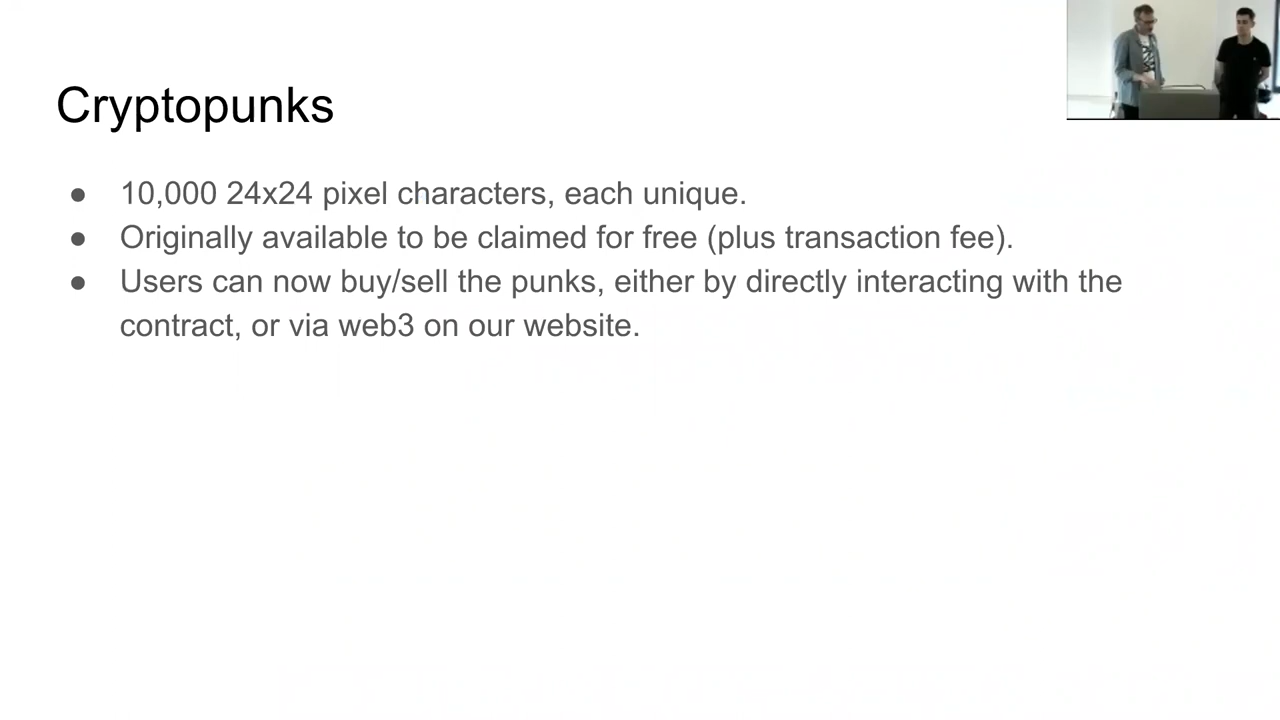 Cryptopunks
● 10,000 24x24 pixel characters, each unique.
● Originally available to be claimed for free (plus transaction fee).
● Users can now buy/sell the punks, either by directly interacting with the
contract, or via web3 on our website.